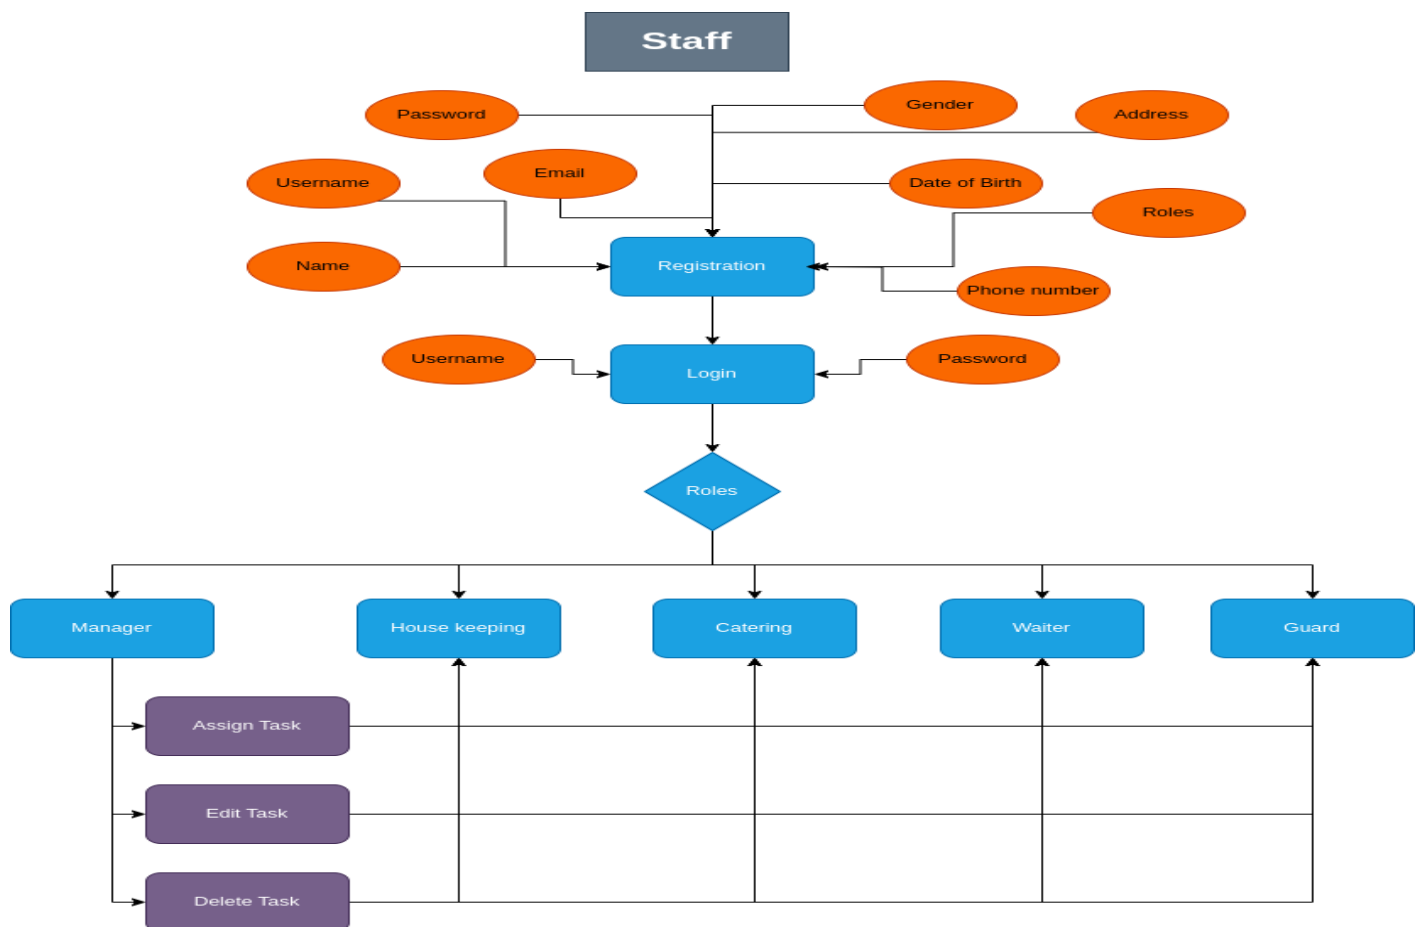 Staff
Password
Gender
Address
Username
Email
Date of Birth
Roles
Name
Registration
Phone number
Username
Login
Password
Roles
Manager
House keeping
Catering
Waiter
Guard
Assign Task
Edit Task
Delete Task